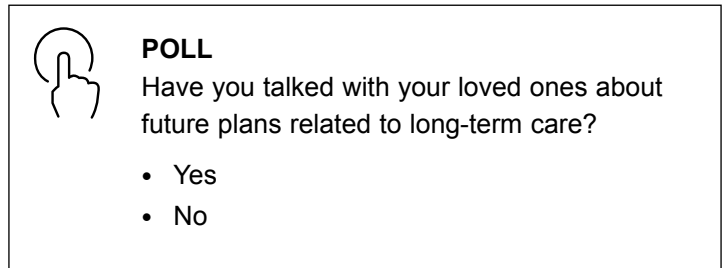 POLL
Have you talked with your loved ones about
future plans related to long-term care?
• Yes
• No